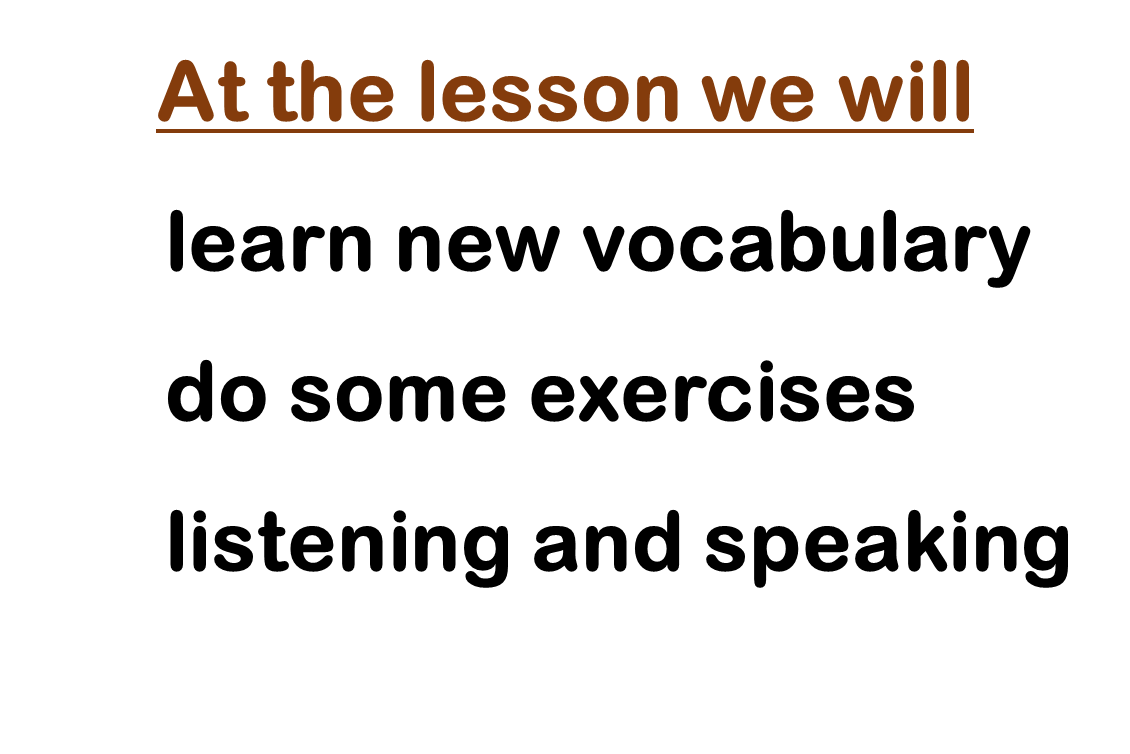 At the lesson we will
learn new vocabulary
do some exercises
listening and speaking